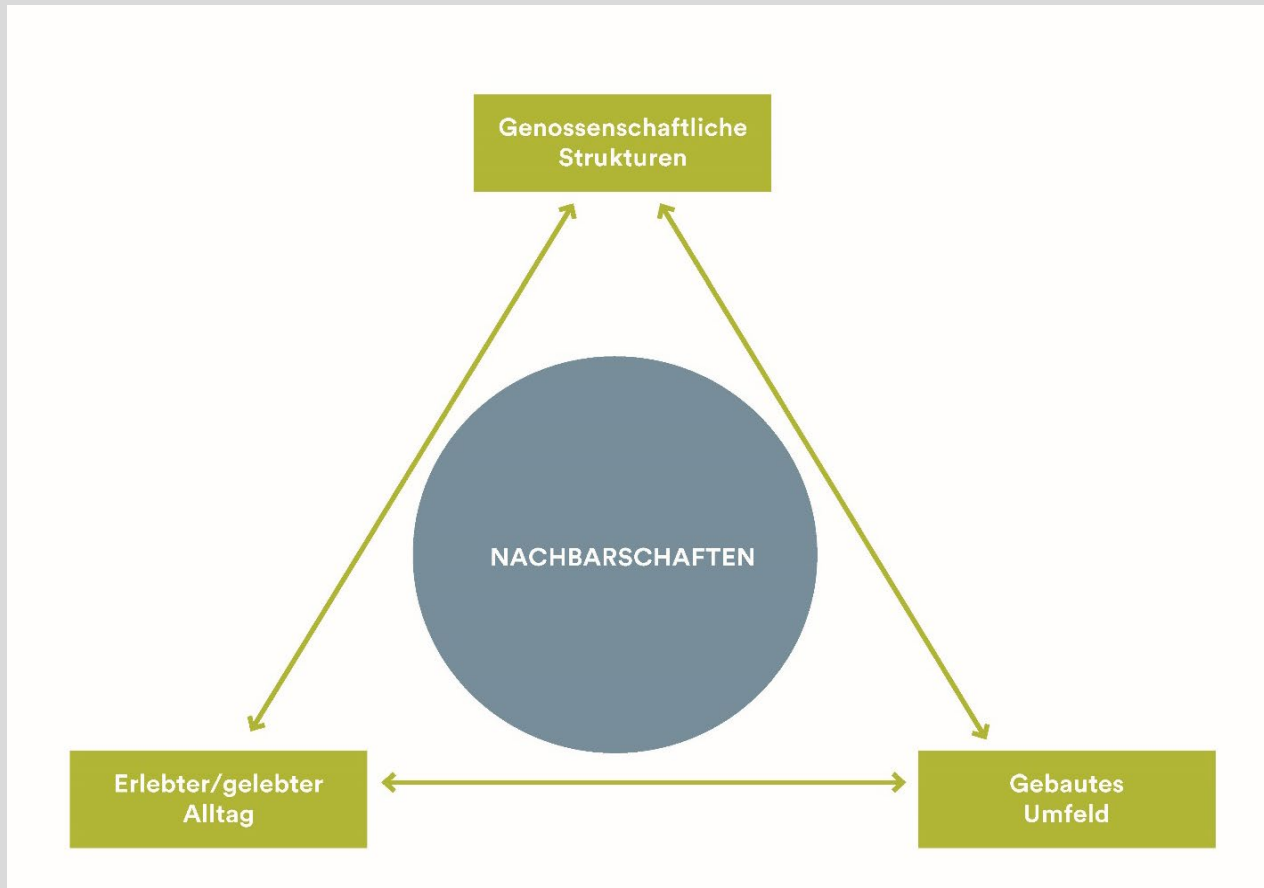 Genossenschaftliche
Strukturen
NACHBARSCHAFTEN
Erlebter/gelebter
Alltag
Gebautes
Umfeld